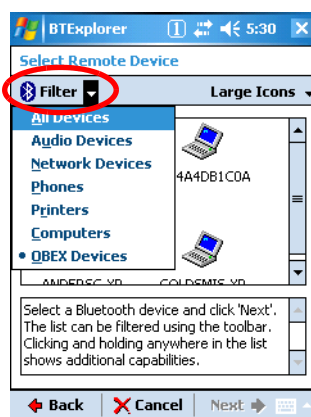 BTExplorer 1 5:30
Select Remote Device
Filter Large Icons
All Devices
Audio Devices
Network Devices
Phones
Printers
Computers
OBEX Devices
4A4DB1C0A
Select a Bluetooth device and click 'Next'.
The list can be filtered using the toolbar.
Clicking and holding anywhere in the list
shows additional capabilities.
Back Cancel Next